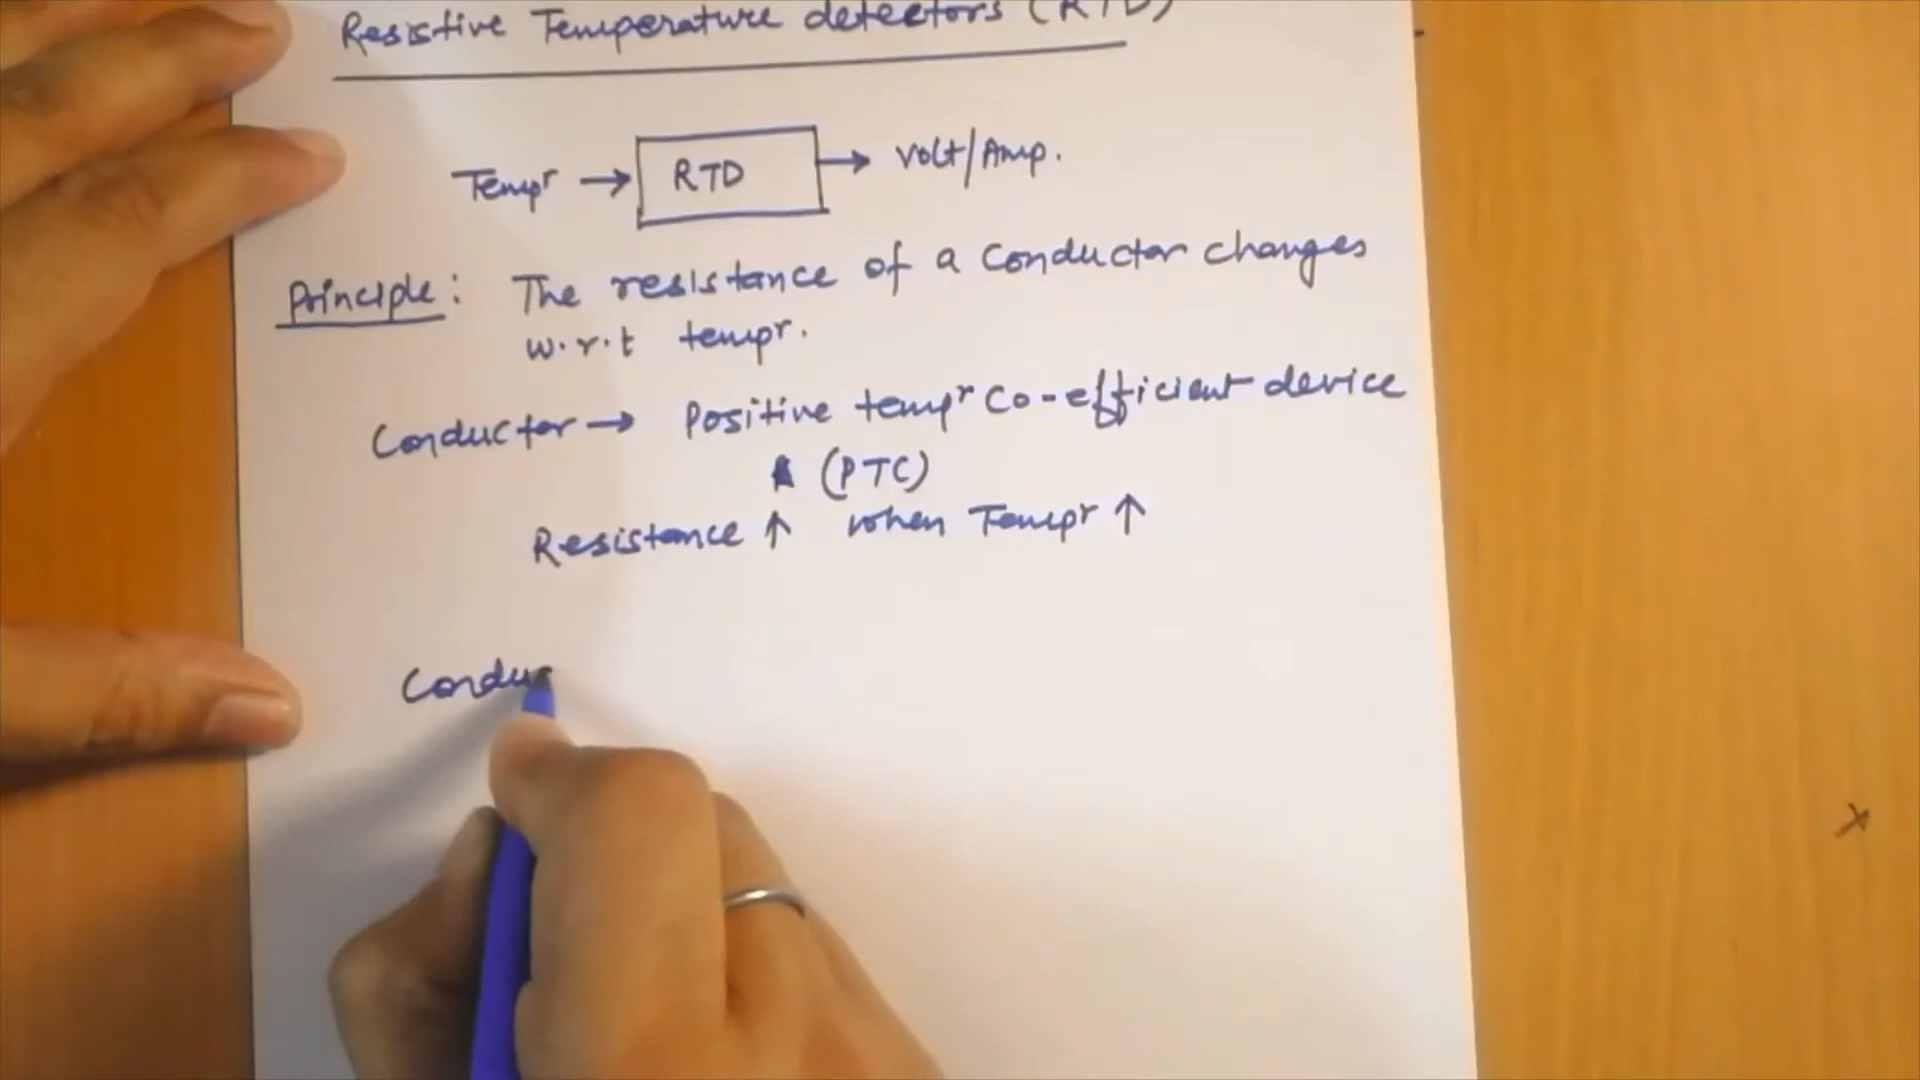 Resistive Temperature detectors (RTD)
Tempr → RTD → Volt/Amp.
Principle: The resistance of a conductor changes
w.r.t tempr.
Conductor → Positive tempr Co-efficient device
(PTC)
Resistance ↑ when Tempr ↑
Conduc